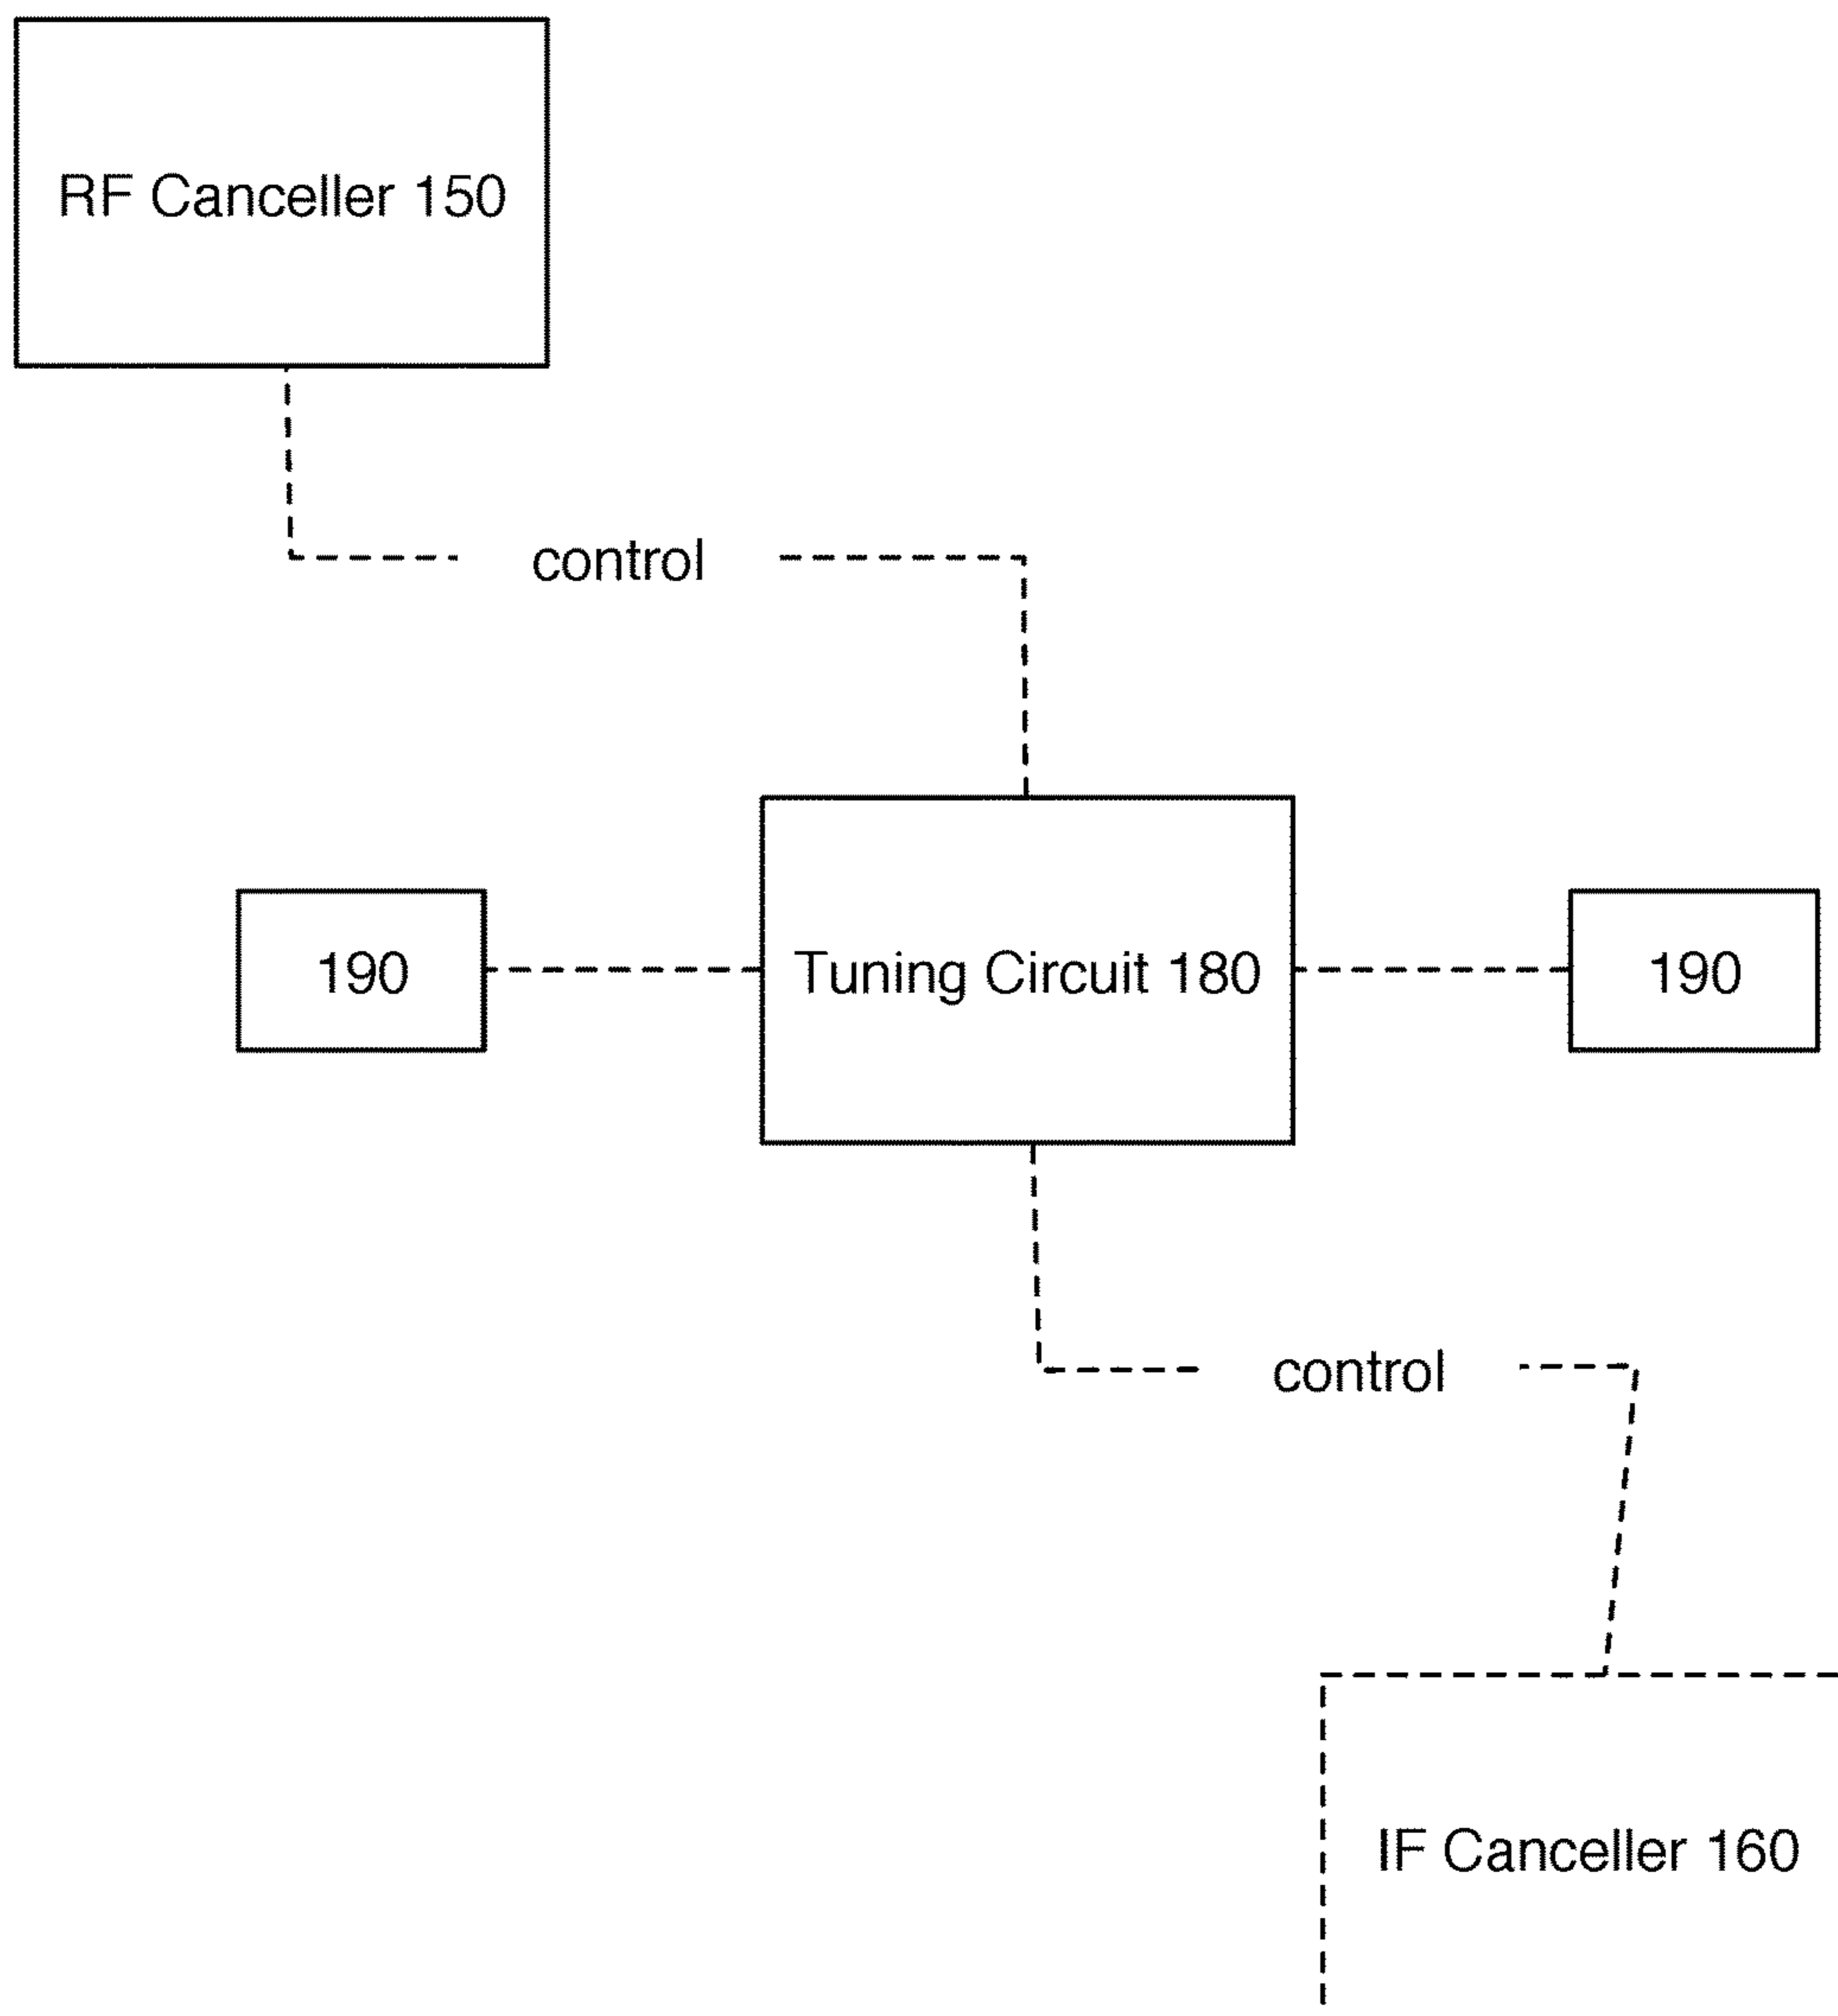 RF Canceller 150
control
190
Tuning Circuit 180
190
control
IF Canceller 160